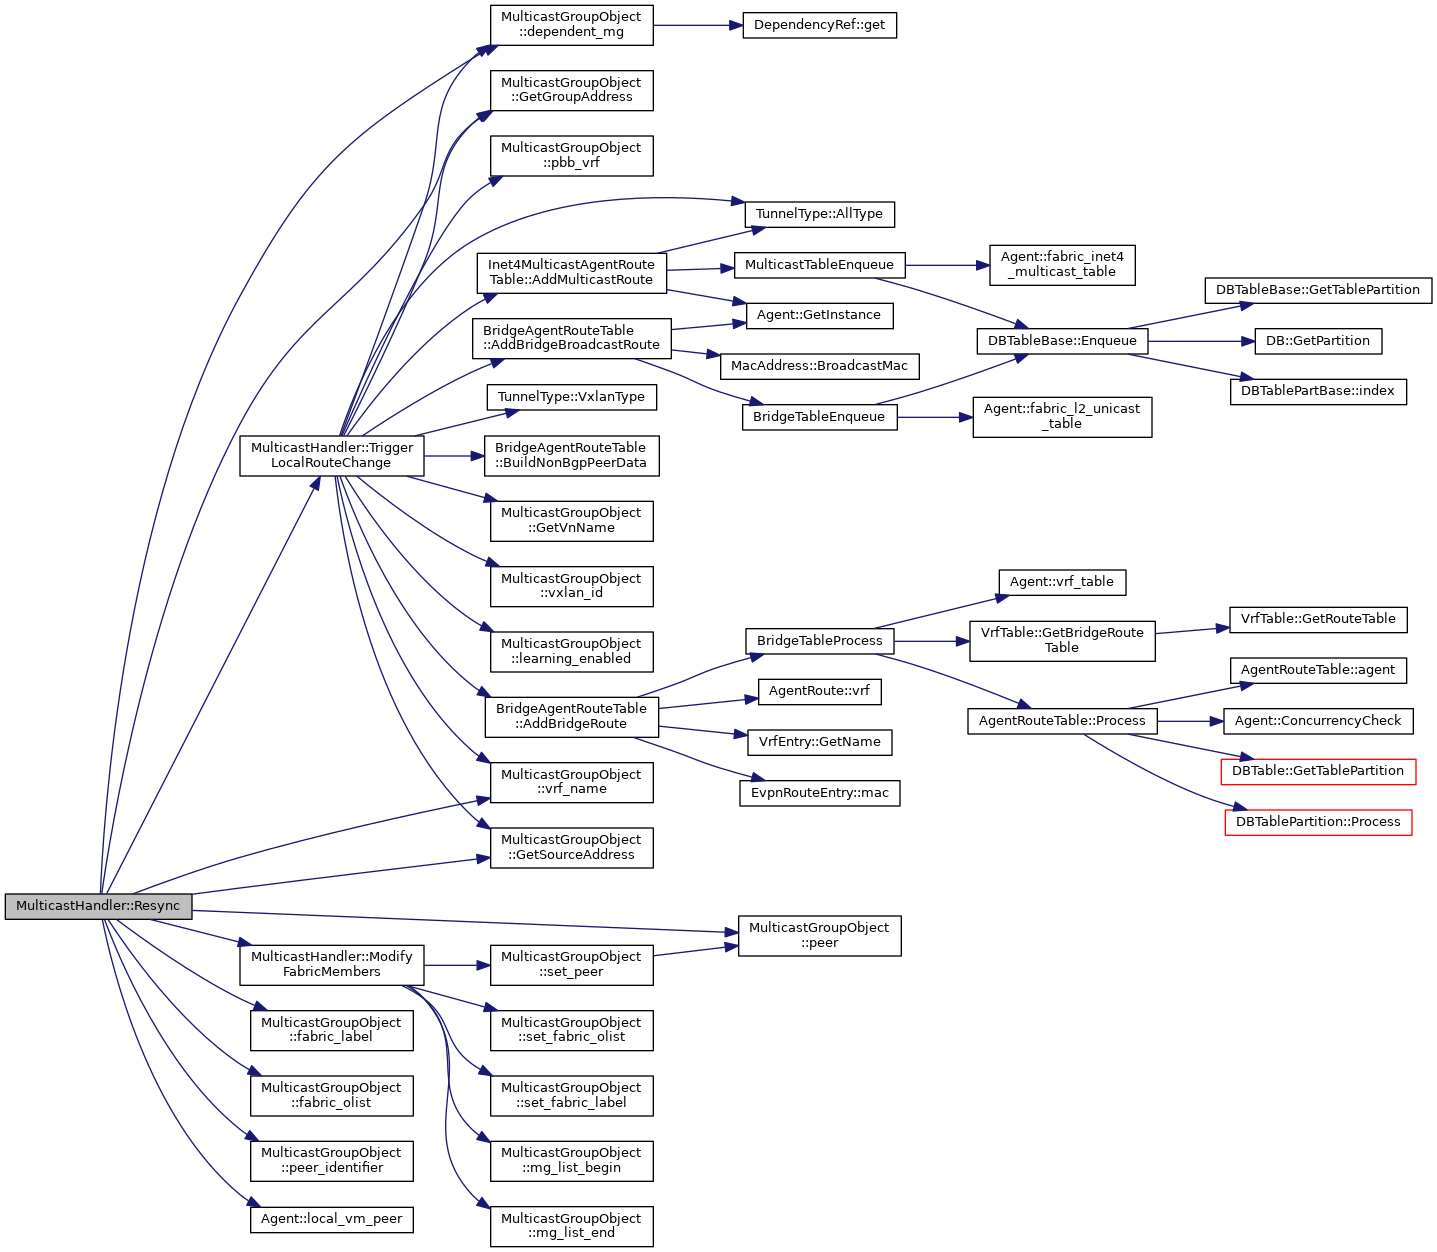 MulticastGroupObject
::dependent_mg
DependencyRef::get
MulticastGroupObject
::GetGroupAddress
MulticastGroupObject
::pbb_vrf
TunnelType::AllType
Inet4MulticastAgentRoute
Table::AddMulticastRoute
MulticastTableEnqueue
Agent::fabric_inet4
_multicast_table
Agent::GetInstance
BridgeAgentRouteTable
::AddBridgeBroadcastRoute
MacAddress::BroadcastMac
BridgeTableEnqueue
DBTableBase::Enqueue
DBTableBase::GetTablePartition
DB::GetPartition
DBTablePartBase::index
Agent::fabric_l2_unicast
_table
TunnelType::VxlanType
MulticastHandler::Trigger
LocalRouteChange
BridgeAgentRouteTable
::BuildNonBgpPeerData
MulticastGroupObject
::GetVnName
MulticastGroupObject
::vxlan_id
MulticastGroupObject
::learning_enabled
BridgeAgentRouteTable
::AddBridgeRoute
BridgeTableProcess
Agent::vrf_table
VrfTable::GetBridgeRoute
Table
VrfTable::GetRouteTable
AgentRouteTable::Process
AgentRouteTable::agent
Agent::ConcurrencyCheck
DBTable::GetTablePartition
DBTablePartition::Process
AgentRoute::vrf
VrfEntry::GetName
EvpnRouteEntry::mac
MulticastGroupObject
::vrf_name
MulticastGroupObject
::GetSourceAddress
MulticastHandler::Resync
MulticastGroupObject
::peer
MulticastHandler::Modify
FabricMembers
MulticastGroupObject
::set_peer
MulticastGroupObject
::set_fabric_olist
MulticastGroupObject
::set_fabric_label
MulticastGroupObject
::mg_list_begin
MulticastGroupObject
::mg_list_end
MulticastGroupObject
::fabric_label
MulticastGroupObject
::fabric_olist
MulticastGroupObject
::peer_identifier
Agent::local_vm_peer